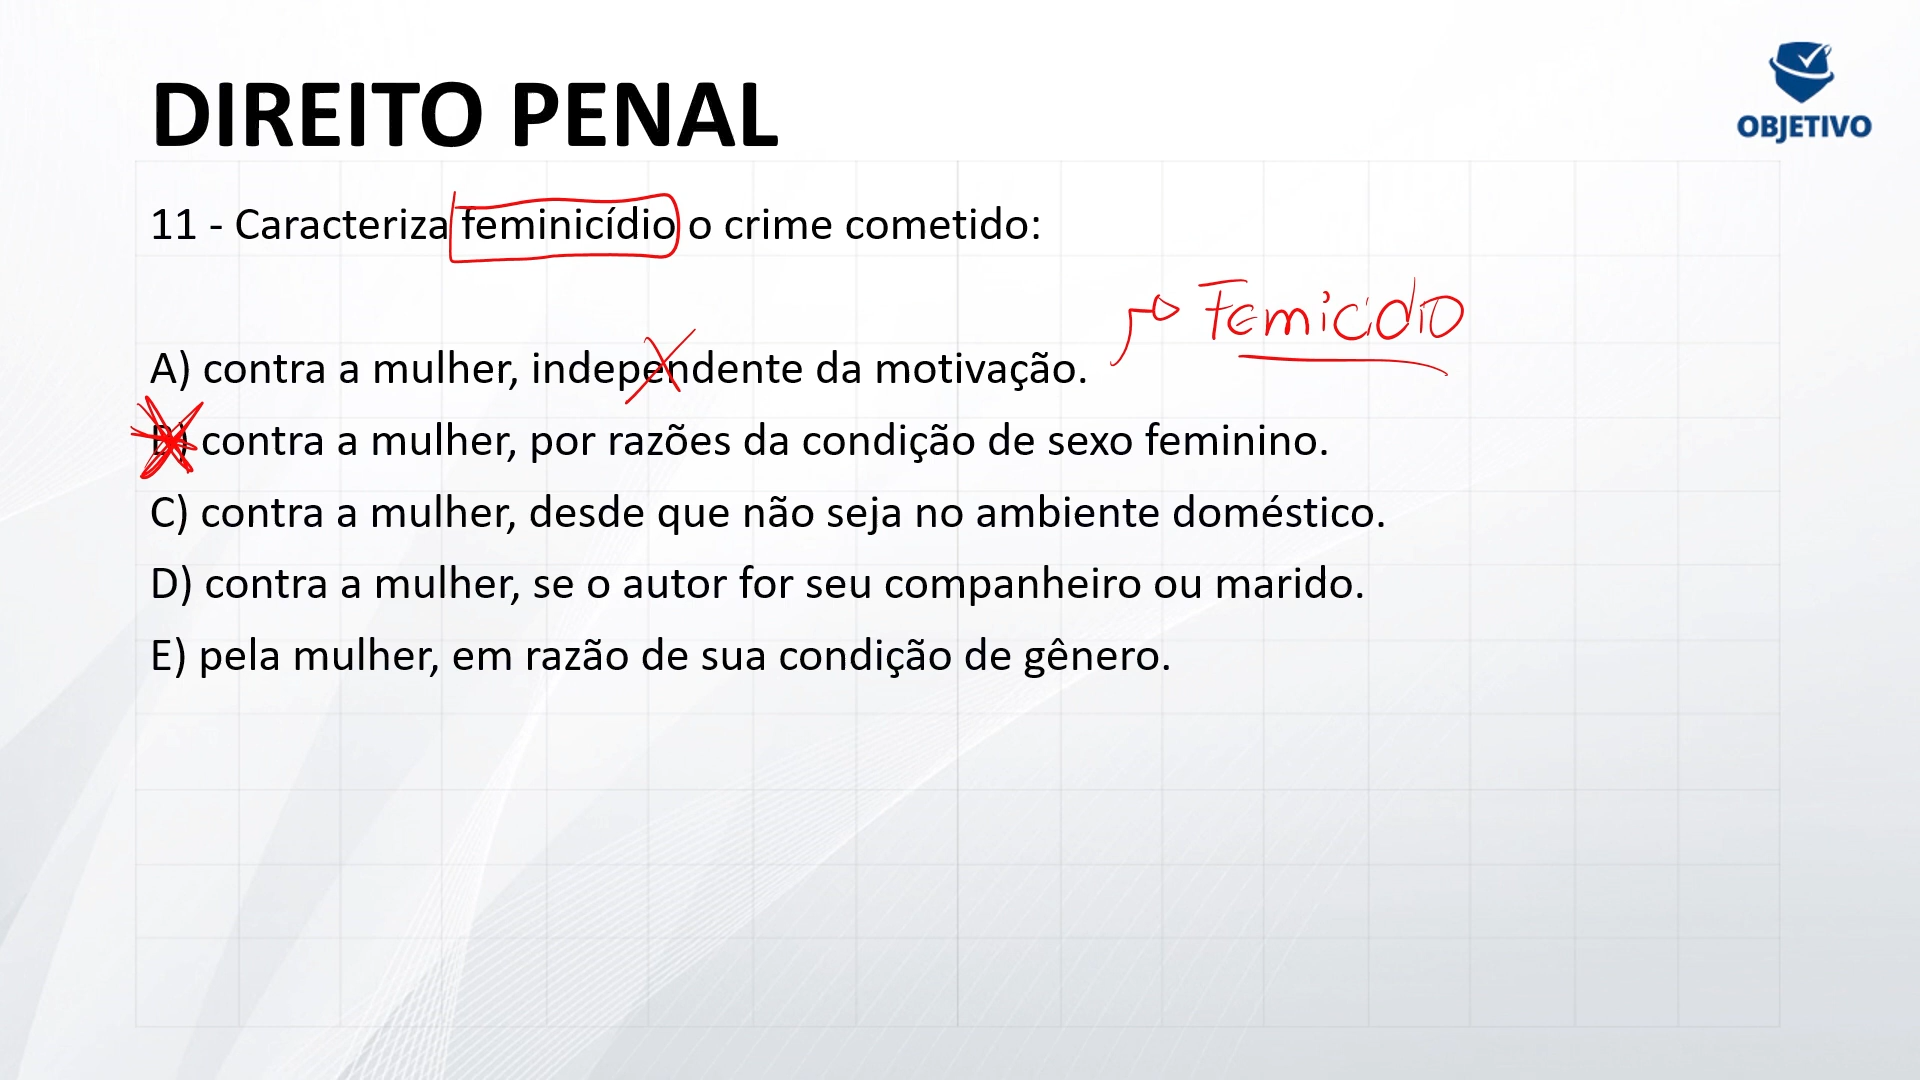 DIREITO PENAL
OBJETIVO
11 - Caracteriza feminicídio o crime cometido:
Femicidio
A) contra a mulher, independente da motivação.
B) contra a mulher, por razões da condição de sexo feminino.
C) contra a mulher, desde que não seja no ambiente doméstico.
D) contra a mulher, se o autor for seu companheiro ou marido.
E) pela mulher, em razão de sua condição de gênero.